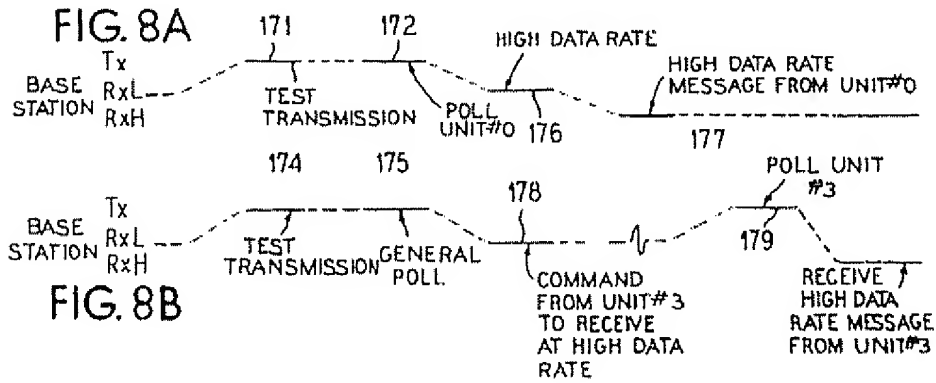 FIG. 8A
171
172
HIGH DATA RATE
HIGH DATA RATE
MESSAGE FROM UNIT#0
BASE
STATION
Tx
RxL
RxH
TEST
TRANSMISSION
POLL
UNIT#0
176
177
174
175
178
POLL UNIT
#3
179
BASE
STATION
Tx
RxL
RxH
TEST
TRANSMISSION
GENERAL
POLL
COMMAND
FROM UNIT#3
TO RECEIVE
AT HIGH DATA
RATE
RECEIVE
HIGH DATA
RATE MESSAGE
FROM UNIT#3
FIG. 8B